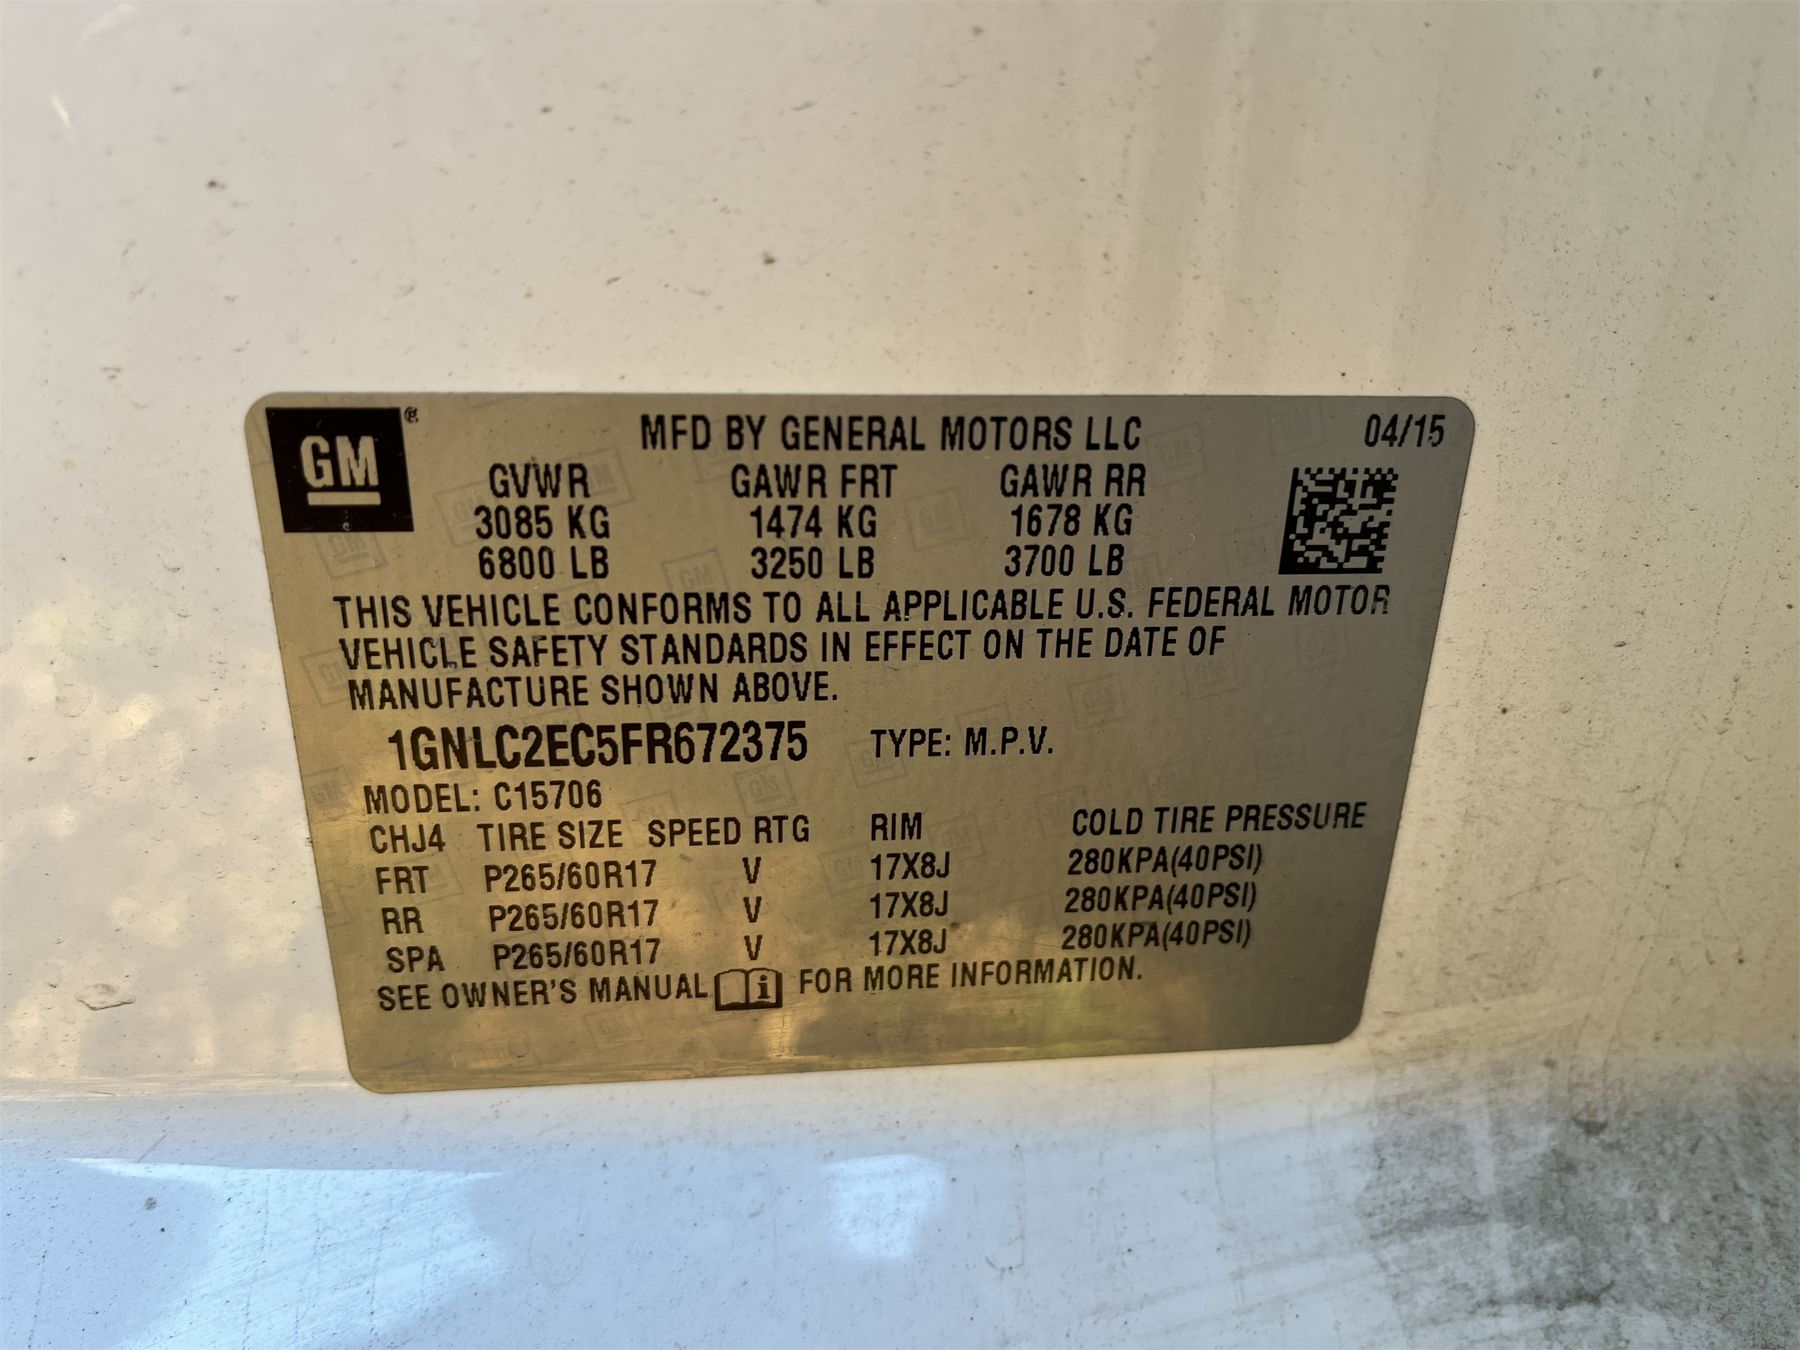 GM ®
MFD BY GENERAL MOTORS LLC 04/15
GVWR GAWR FRT GAWR RR
3085 KG 1474 KG 1678 KG
6800 LB 3250 LB 3700 LB
THIS VEHICLE CONFORMS TO ALL APPLICABLE U.S. FEDERAL MOTOR
VEHICLE SAFETY STANDARDS IN EFFECT ON THE DATE OF
MANUFACTURE SHOWN ABOVE.
1GNLC2EC5FR672375 TYPE: M.P.V.
MODEL: C15706
CHJ4 TIRE SIZE SPEED RTG RIM COLD TIRE PRESSURE
FRT P265/60R17 V 17X8J 280KPA(40PSI)
RR P265/60R17 V 17X8J 280KPA(40PSI)
SPA P265/60R17 V 17X8J 280KPA(40PSI)
SEE OWNER'S MANUAL i FOR MORE INFORMATION.